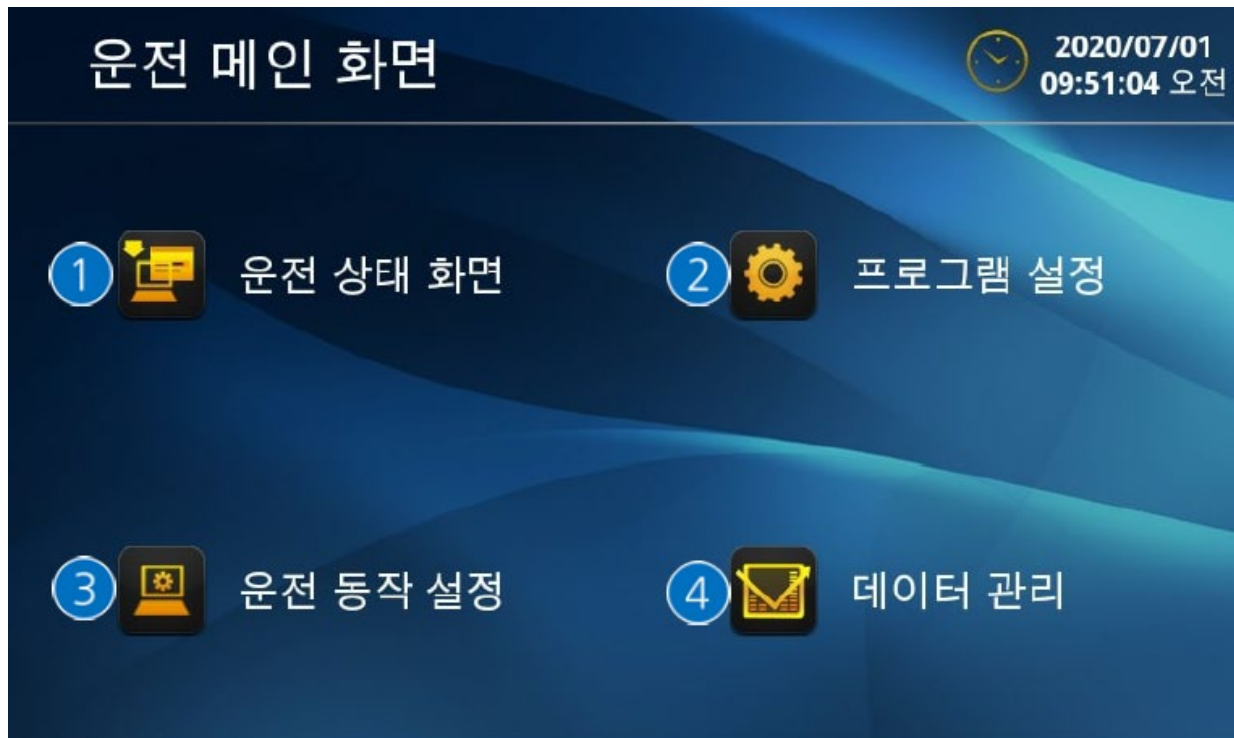 운전 메인 화면
2020/07/01
09:51:04 오전
1 운전 상태 화면
2 프로그램 설정
3 운전 동작 설정
4 데이터 관리